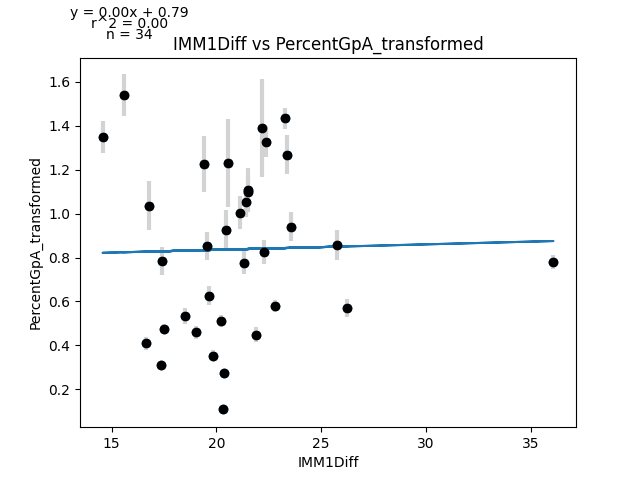 y = 0.00x + 0.79
r^2 = 0.00
n = 34
IMM1Diff vs PercentGpA_transformed
1.6
1.4
1.2
1.0
0.8
0.6
0.4
0.2
PercentGpA_transformed
15
20
25
30
35
IMM1Diff